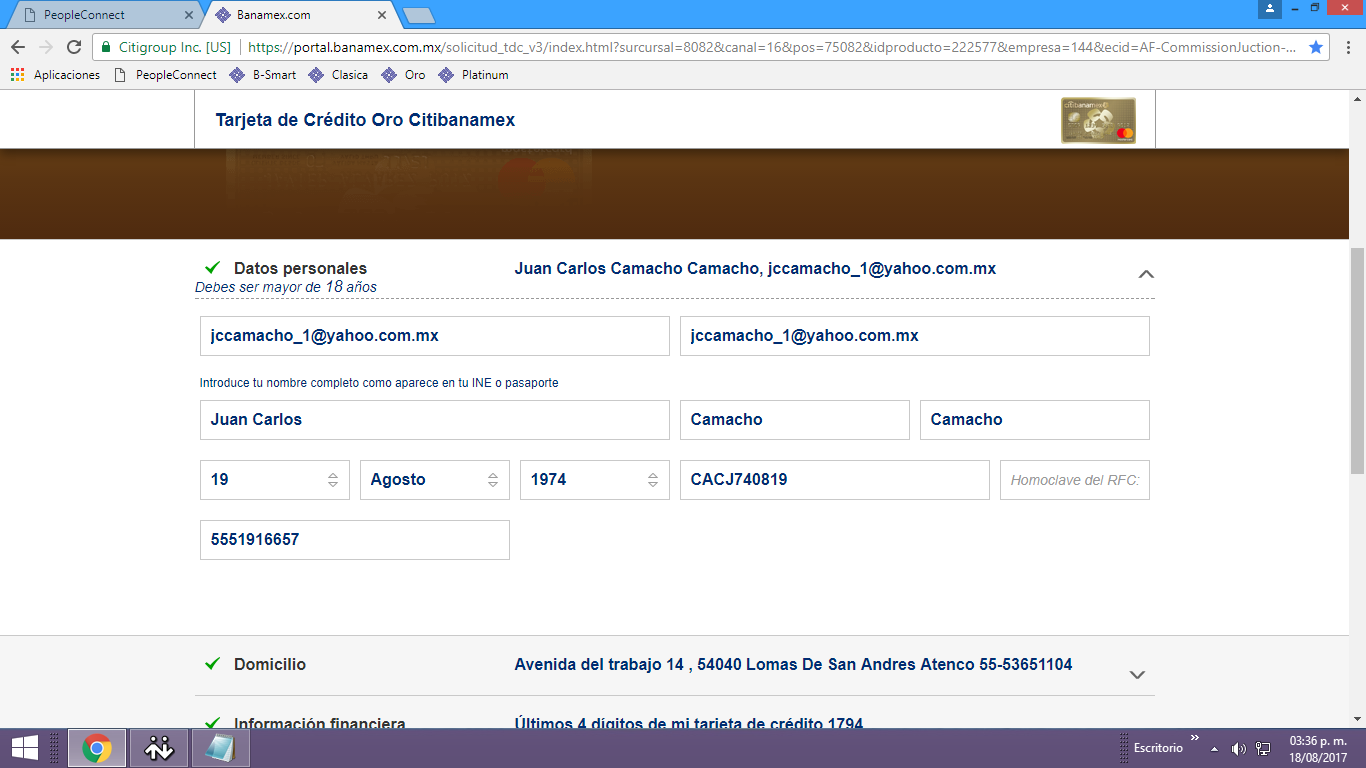 PeopleConnect
Banamex.com
Citigroup Inc. [US] https://portal.banamex.com.mx/solicitud_tdc_v3/index.html?sucursal=8082&canal=16&pos=75082&idproducto=222577&empresa=144&ecid=AF-CommissionJuction-...
Aplicaciones PeopleConnect B-Smart Clasica Oro Platinum
Tarjeta de Crédito Oro Citibanamex
citibanamex
Datos personales Juan Carlos Camacho Camacho, jccamacho_1@yahoo.com.mx
Debes ser mayor de 18 años
jccamacho_1@yahoo.com.mx jccamacho_1@yahoo.com.mx
Introduce tu nombre completo como aparece en tu INE o pasaporte
Juan Carlos Camacho Camacho
19 Agosto 1974 CACJ740819 Homoclave del RFC:
5551916657
Domicilio Avenida del trabajo 14 , 54040 Lomas De San Andres Atenco 55-53651104
Información financiera Últimos 4 dígitos de mi tarjeta de crédito 1794
Escritorio
03:36 p. m.
18/08/2017